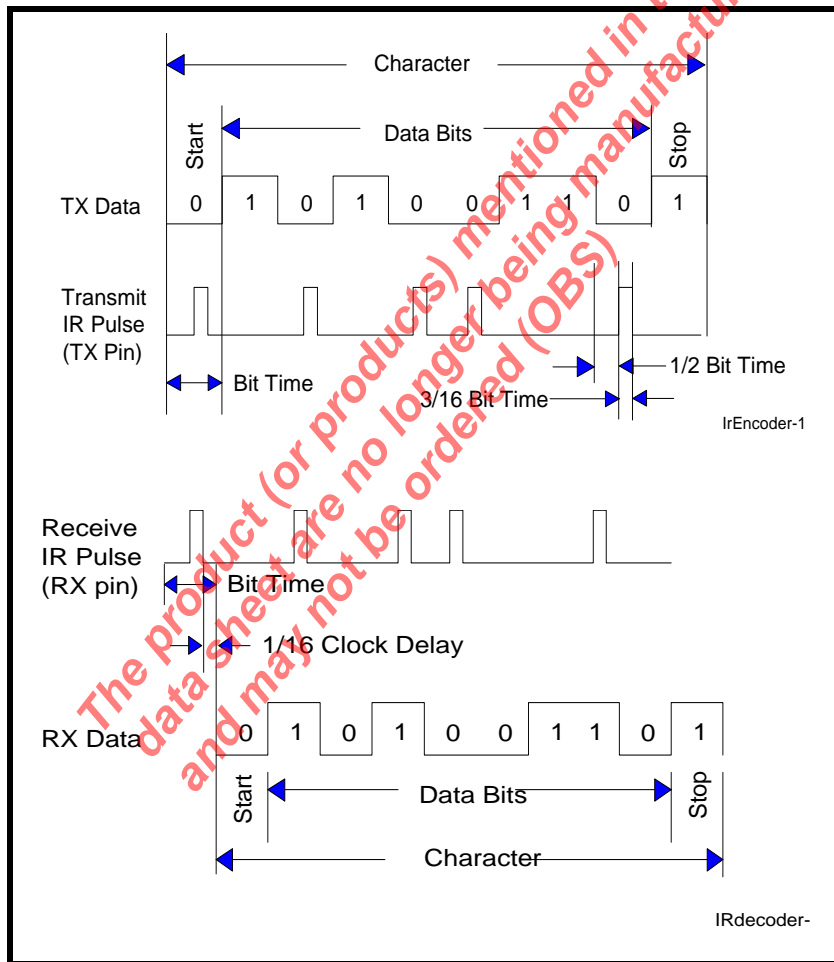 Character
Start
Data Bits
Stop
TX Data
0 1 0 1 0 0 1 1 0 1
Transmit
IR Pulse
(TX Pin)
Bit Time
1/2 Bit Time
3/16 Bit Time
IrEncoder-1
Receive
IR Pulse
(RX pin)
Bit Time
1/16 Clock Delay
RX Data
0 1 0 1 0 0 1 1 0 1
Start
Data Bits
Stop
Character
IRdecoder-
The product (or products) mentioned in
data sheet are no longer being
and may not be ordered (OBS)